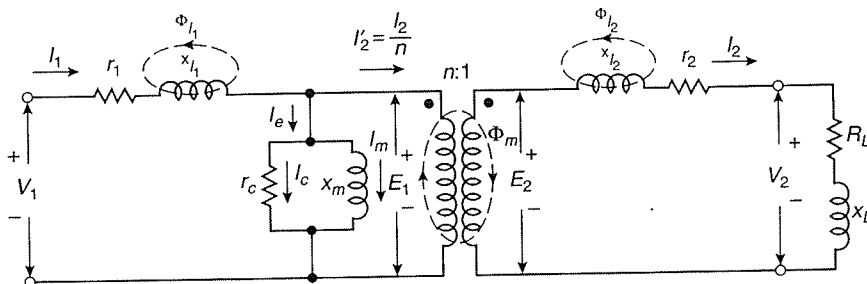 Φl1
Φl2
I1
r1
xl1
I'2 = I2/n
n:1
xl2
r2
I2
+
V1
−
Ie
rc
Ic
xm
Im
+
E1
−
Φm
+
E2
−
+
V2
−
RL
xL